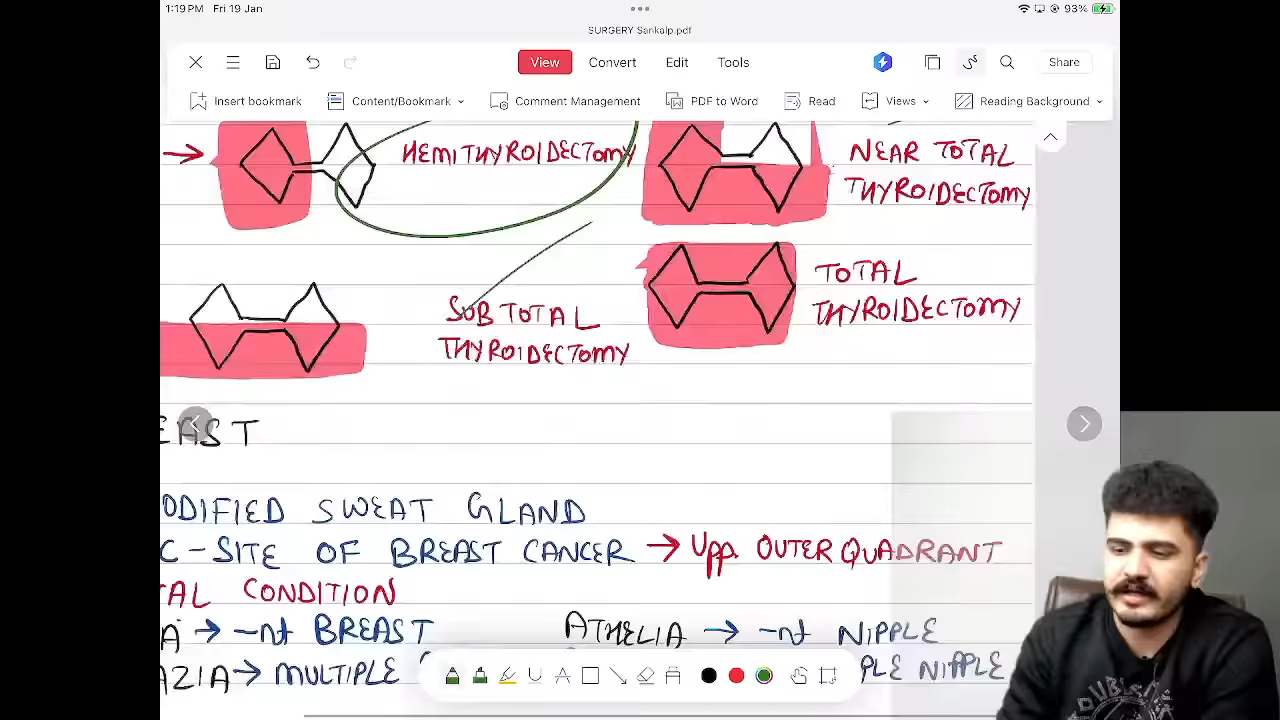 1:19 PM Fri 19 Jan
93%
SURGERY Sankalp.pdf
View Convert Edit Tools Share
Insert bookmark Content/Bookmark Comment Management PDF to Word Read Views Reading Background
HEMITHYROIDECTOMY
NEAR TOTAL
THYROIDECTOMY
TOTAL
THYROIDECTOMY
SUBTOTAL
THYROIDECTOMY
EAST
ODIFIED SWEAT GLAND
C-SITE OF BREAST CANCER → Upp. OUTER QUADRANT
TAL CONDITION
A → -nt BREAST
ATHELIA → -nt NIPPLE
AZIA → MULTIPLE
PLE NIPPLE